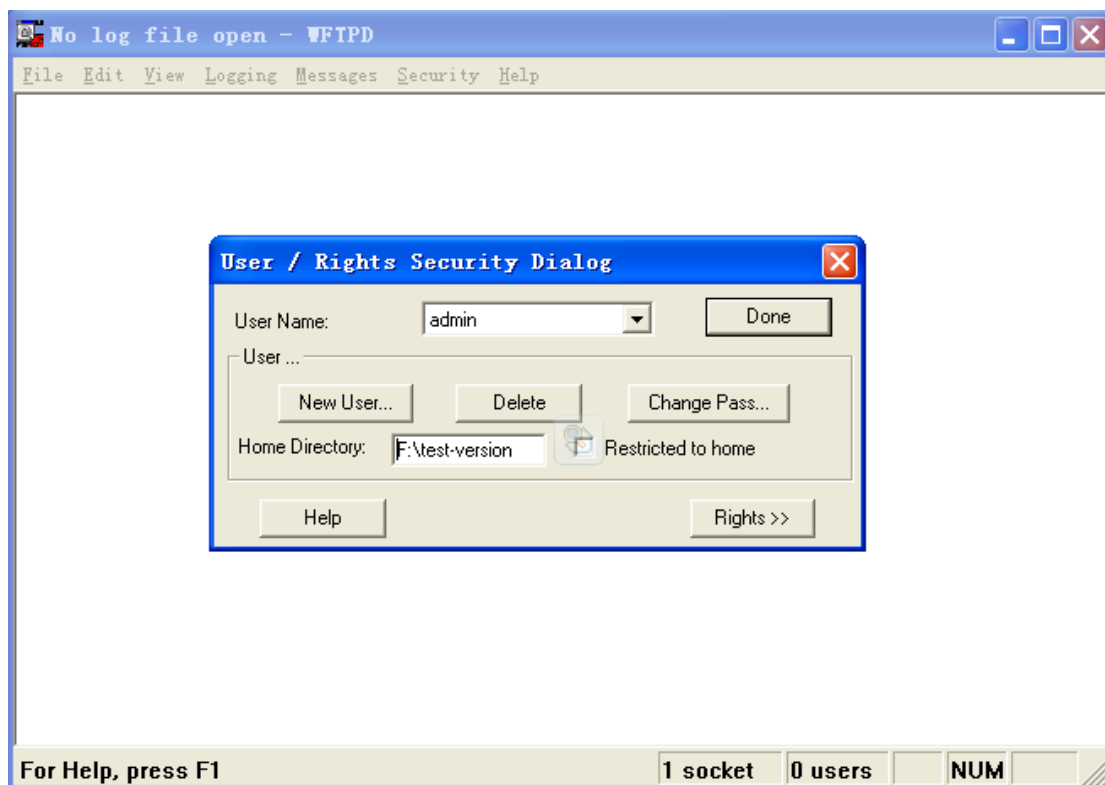 No log file open - WFTPD
File Edit View Logging Messages Security Help
User / Rights Security Dialog
User Name: admin Done
User ...
New User... Delete Change Pass...
Home Directory: F:\test-version Restricted to home
Help Rights >>
For Help, press F1 1 socket 0 users NUM